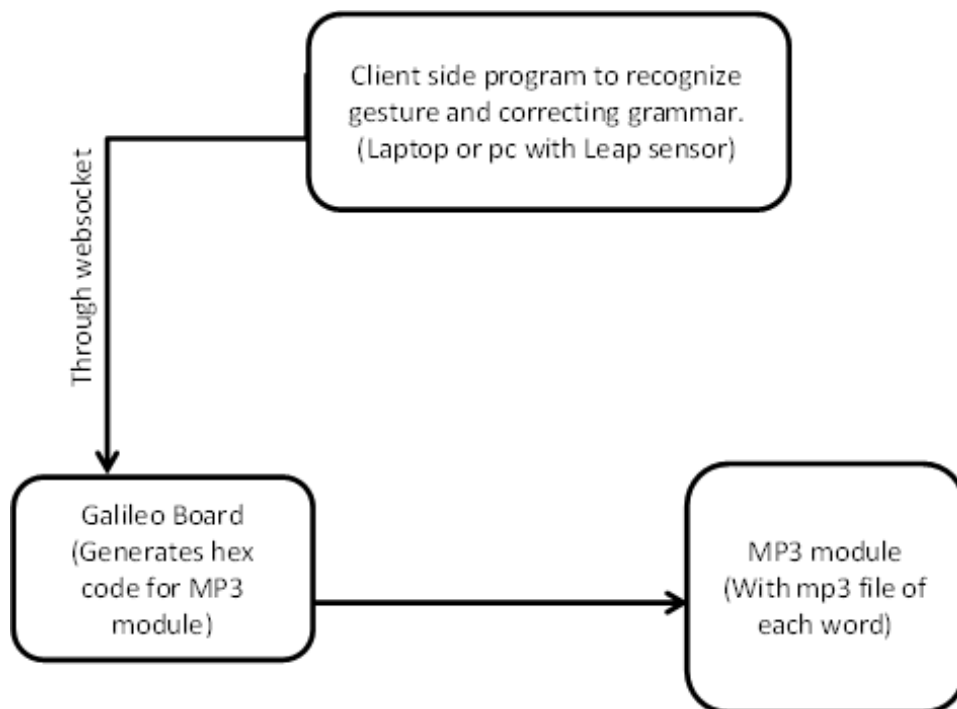 Client side program to recognize
gesture and correcting grammar.
(Laptop or pc with Leap sensor)
Through websocket
Galileo Board
(Generates hex
code for MP3
module)
MP3 module
(With mp3 file of
each word)